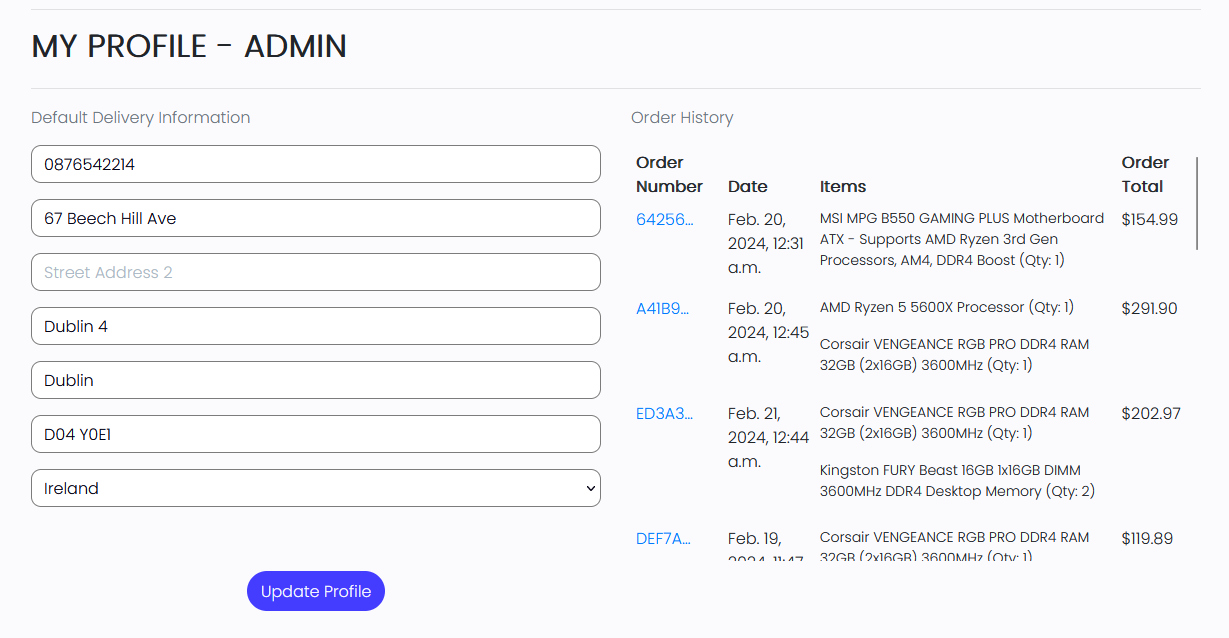 MY PROFILE - ADMIN
Default Delivery Information
0876542214
67 Beech Hill Ave
Street Address 2
Dublin 4
Dublin
D04 Y0E1
Ireland
Update Profile
Order History
Order Number Date Items Order Total
64256... Feb. 20, 2024, 12:31 a.m. MSI MPG B550 GAMING PLUS Motherboard ATX - Supports AMD Ryzen 3rd Gen Processors, AM4, DDR4 Boost (Qty: 1) $154.99
A41B9... Feb. 20, 2024, 12:45 a.m. AMD Ryzen 5 5600X Processor (Qty: 1) Corsair VENGEANCE RGB PRO DDR4 RAM 32GB (2x16GB) 3600MHz (Qty: 1) $291.90
ED3A3... Feb. 21, 2024, 12:44 a.m. Corsair VENGEANCE RGB PRO DDR4 RAM 32GB (2x16GB) 3600MHz (Qty: 1) Kingston FURY Beast 16GB 1x16GB DIMM 3600MHz DDR4 Desktop Memory (Qty: 2) $202.97
DEF7A... Feb. 19, 2024, 11:47 Corsair VENGEANCE RGB PRO DDR4 RAM 32GB (2x16GB) 3600MHz (Qty: 1) $119.89